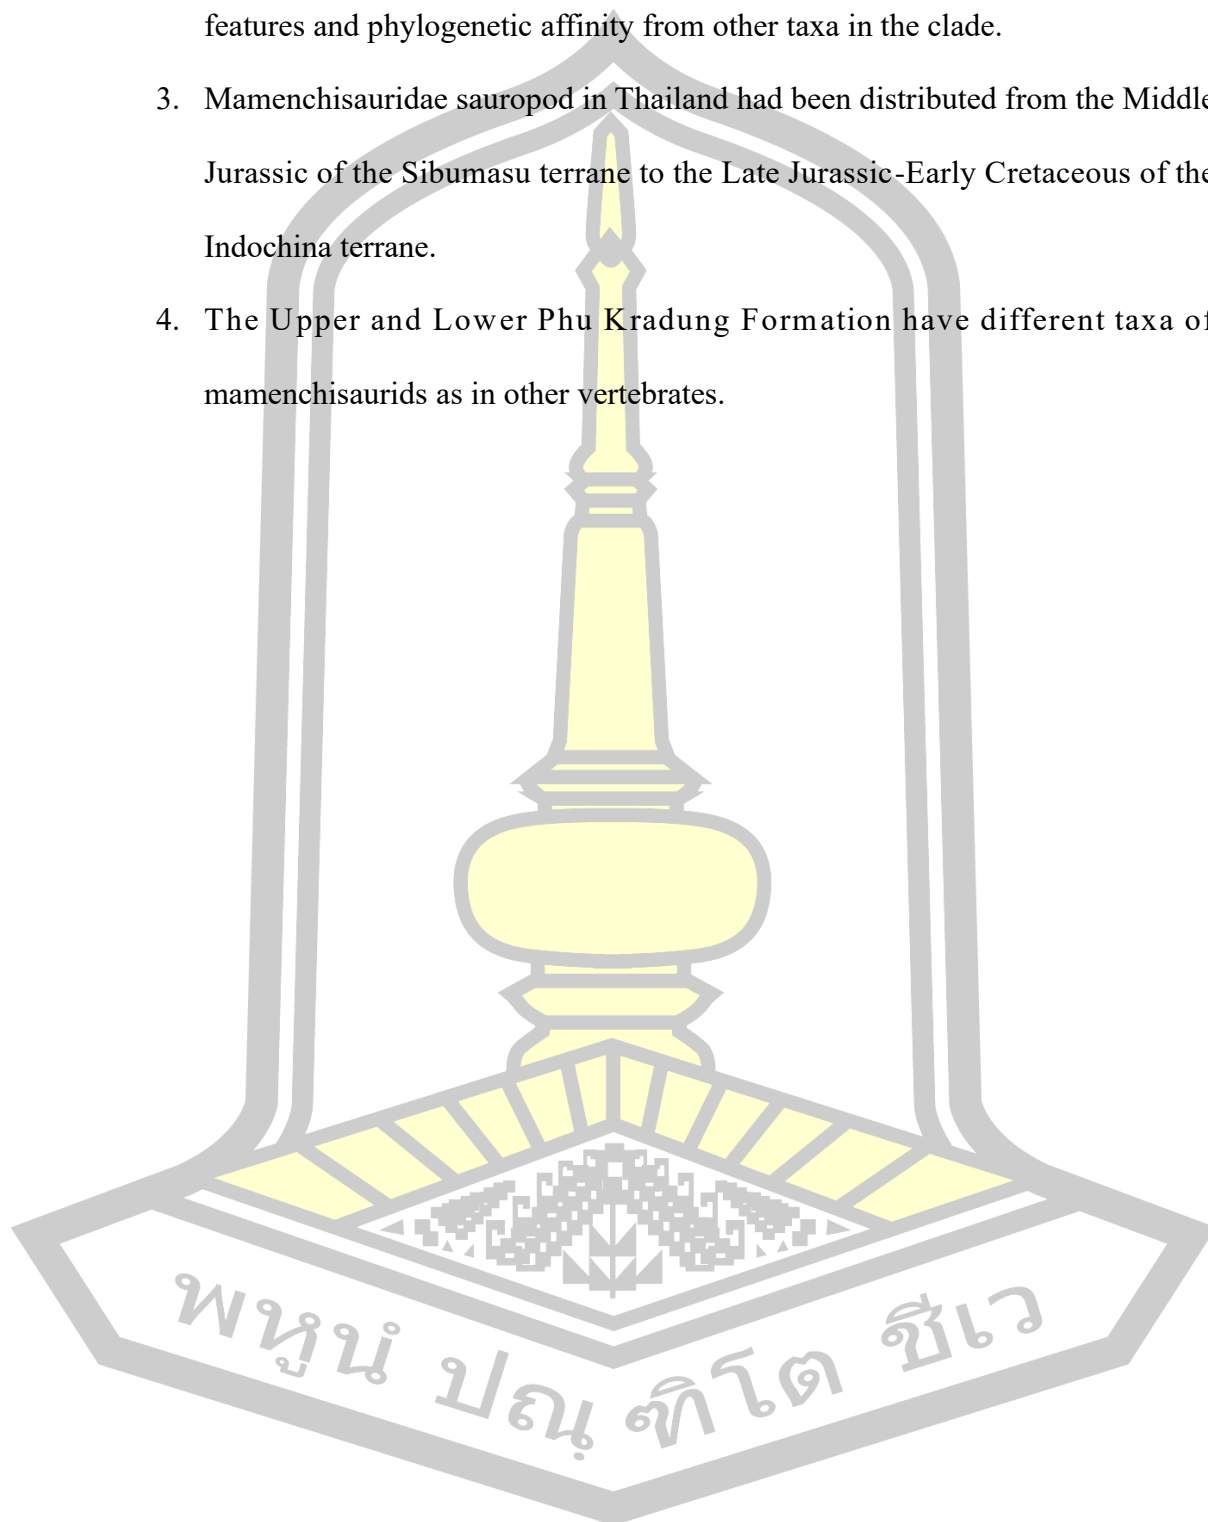 features and phylogenetic affinity from other taxa in the clade.
3. Mamenchisauridae sauropod in Thailand had been distributed from the Middle
Jurassic of the Sibumasu terrane to the Late Jurassic-Early Cretaceous of the
Indochina terrane.
4. The Upper and Lower Phu Kradung Formation have different taxa of
mamenchisaurids as in other vertebrates.
พหูนํ ปณฺฑิโต ชีเว